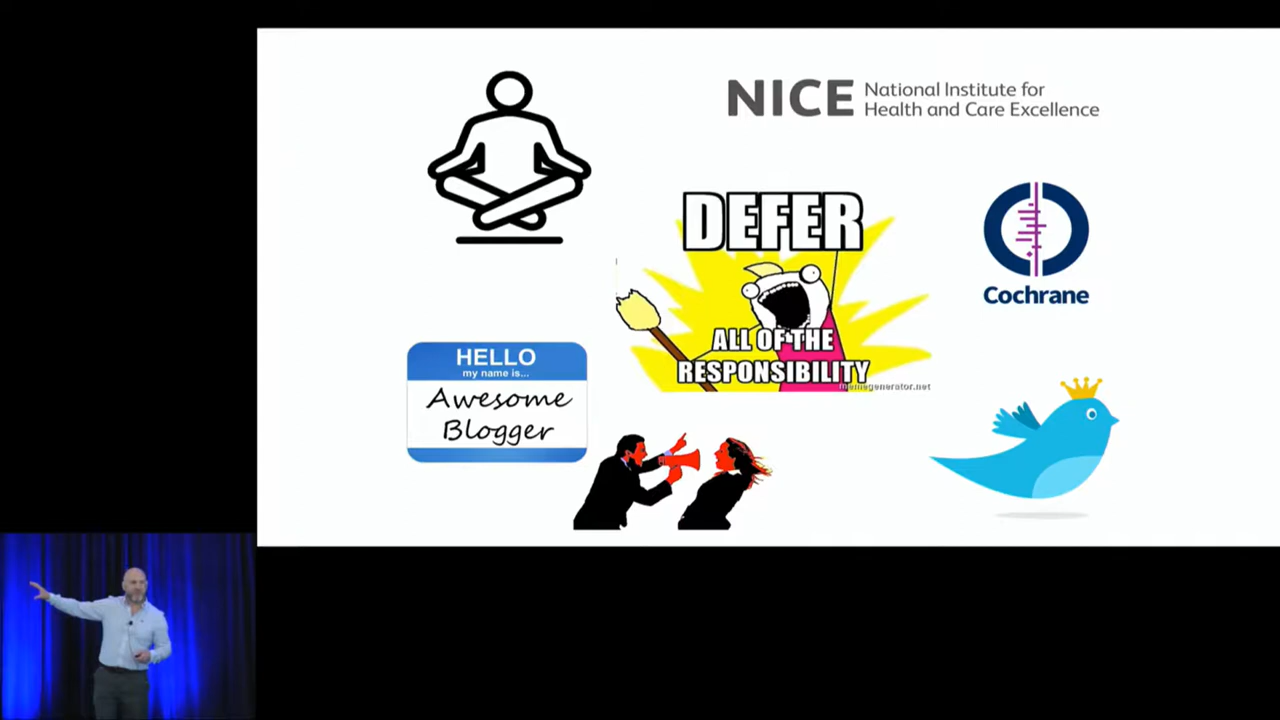 NICE National Institute for
Health and Care Excellence
DEFER
ALL OF THE
RESPONSIBILITY
memegenerator.net
Cochrane
HELLO
my name is...
Awesome
Blogger